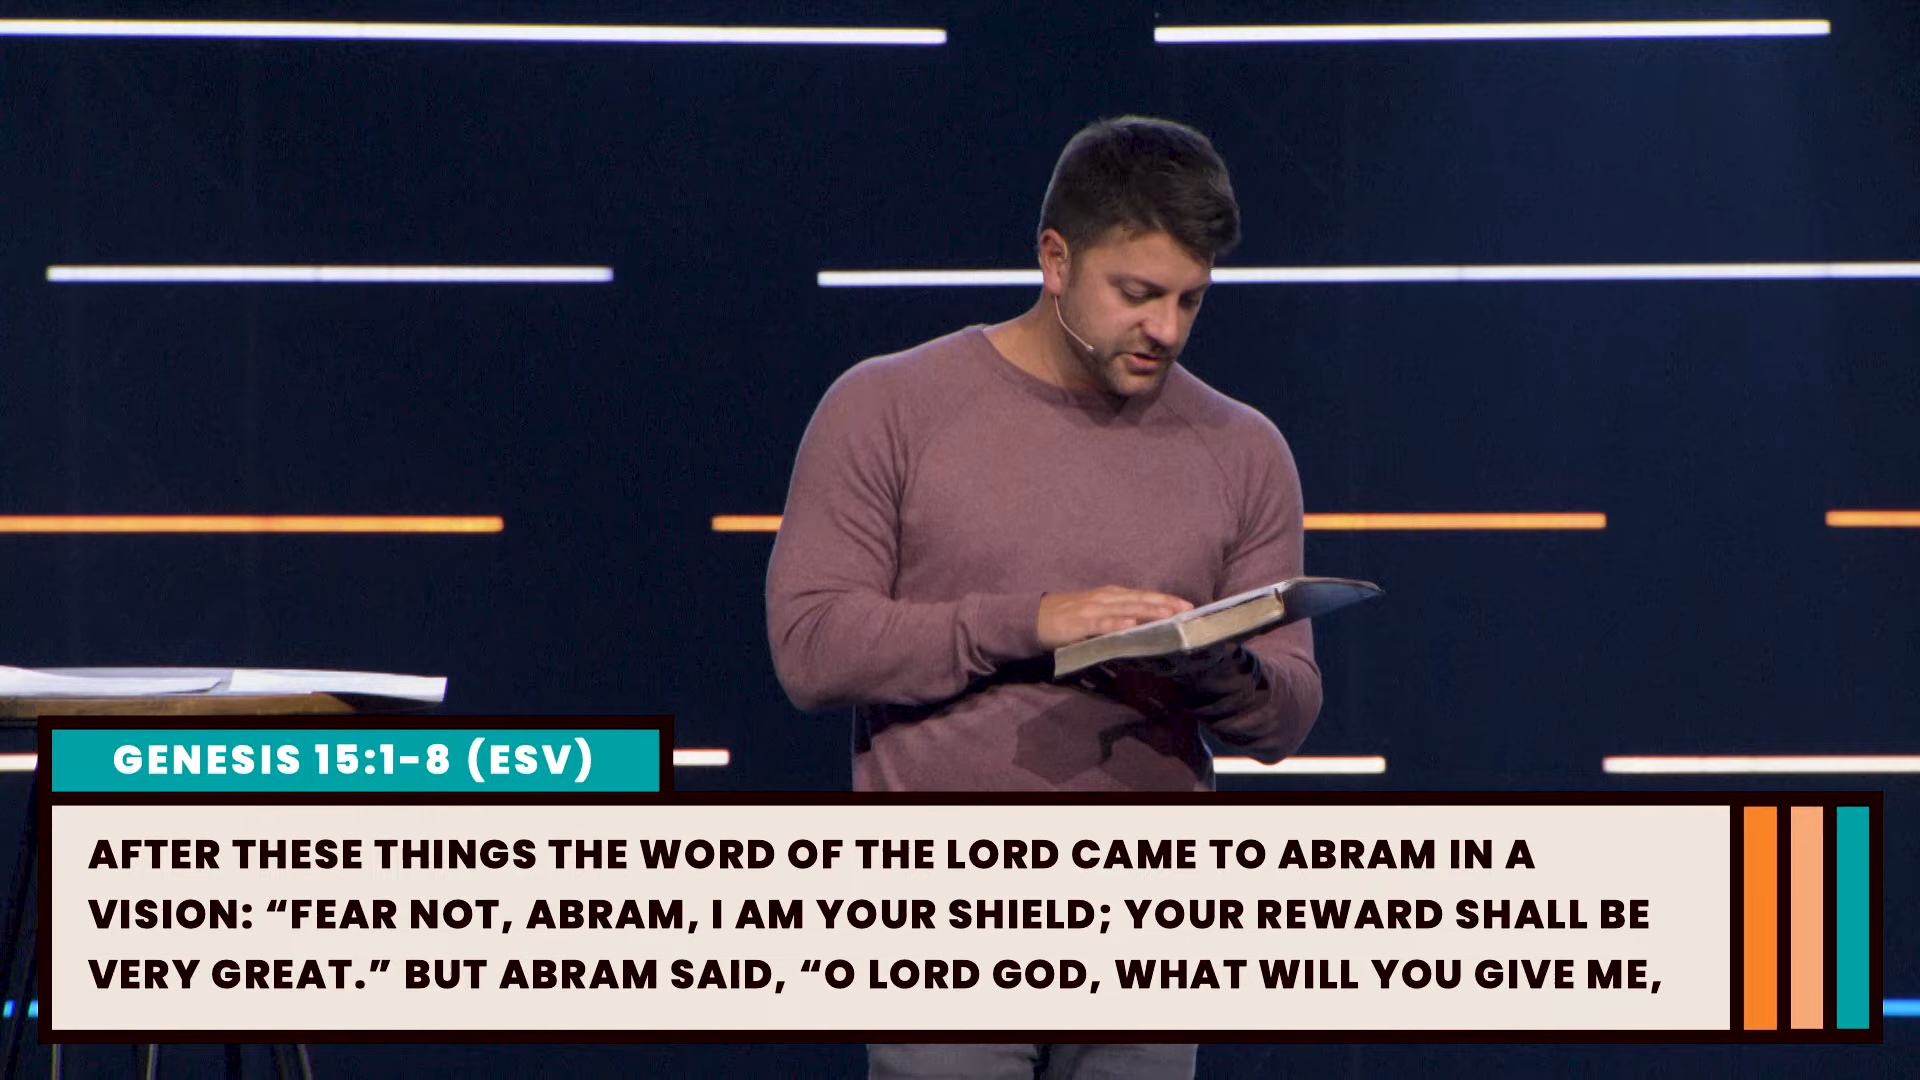 GENESIS 15:1-8 (ESV)
AFTER THESE THINGS THE WORD OF THE LORD CAME TO ABRAM IN A
VISION: “FEAR NOT, ABRAM, I AM YOUR SHIELD; YOUR REWARD SHALL BE
VERY GREAT.” BUT ABRAM SAID, “O LORD GOD, WHAT WILL YOU GIVE ME,